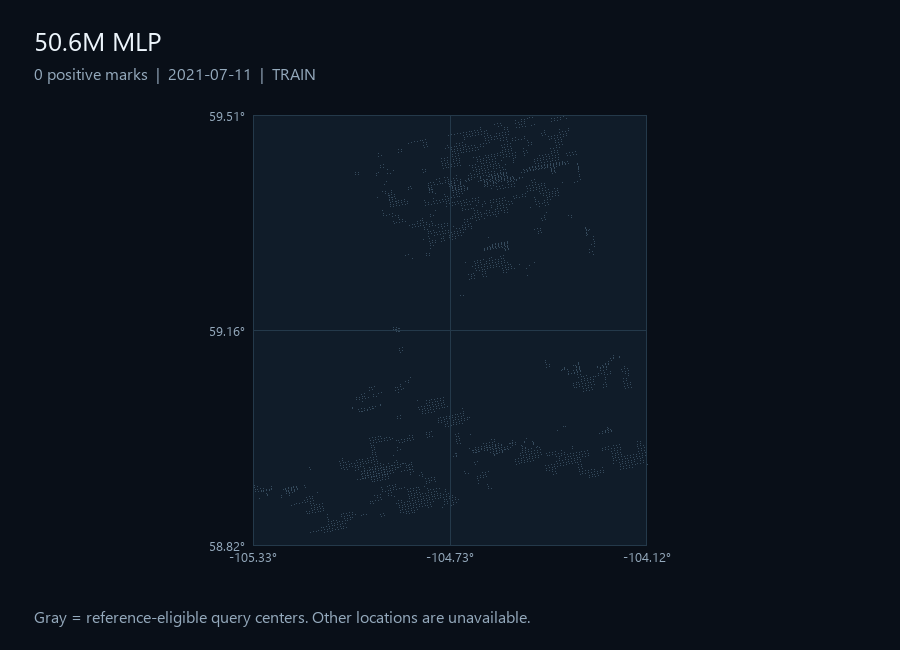 50.6M MLP
0 positive marks | 2021-07-11 | TRAIN
59.51°
59.16°
58.82°
-105.33°
-104.73°
-104.12°
Gray = reference-eligible query centers. Other locations are unavailable.